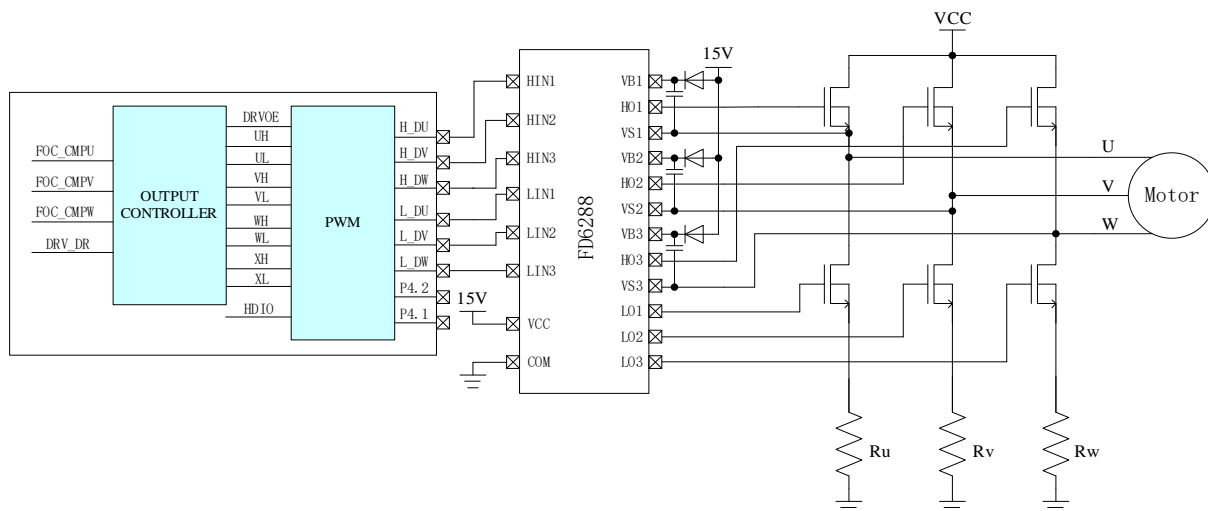 VCC
15V
HIN1
HIN2
HIN3
LIN1
LIN2
LIN3
VCC
COM
FD6288
VB1
HO1
VS1
VB2
HO2
VS2
VB3
HO3
VS3
LO1
LO2
LO3
FOC_CMPU
FOC_CMPV
FOC_CMPW
DRV_DR
OUTPUT
CONTROLLER
DRVOE
UH
UL
VH
VL
WH
WL
XH
XL
HDIO
PWM
H_DU
H_DV
H_DW
L_DU
L_DV
L_DW
P4.2
P4.1
15V
U
V
W
Motor
Ru
Rv
Rw